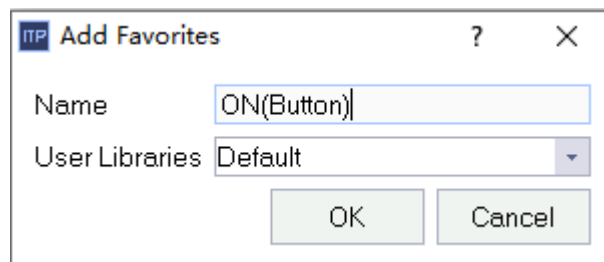 ITP Add Favorites ? ×
Name ON(Button)
User Libraries Default
OK Cancel